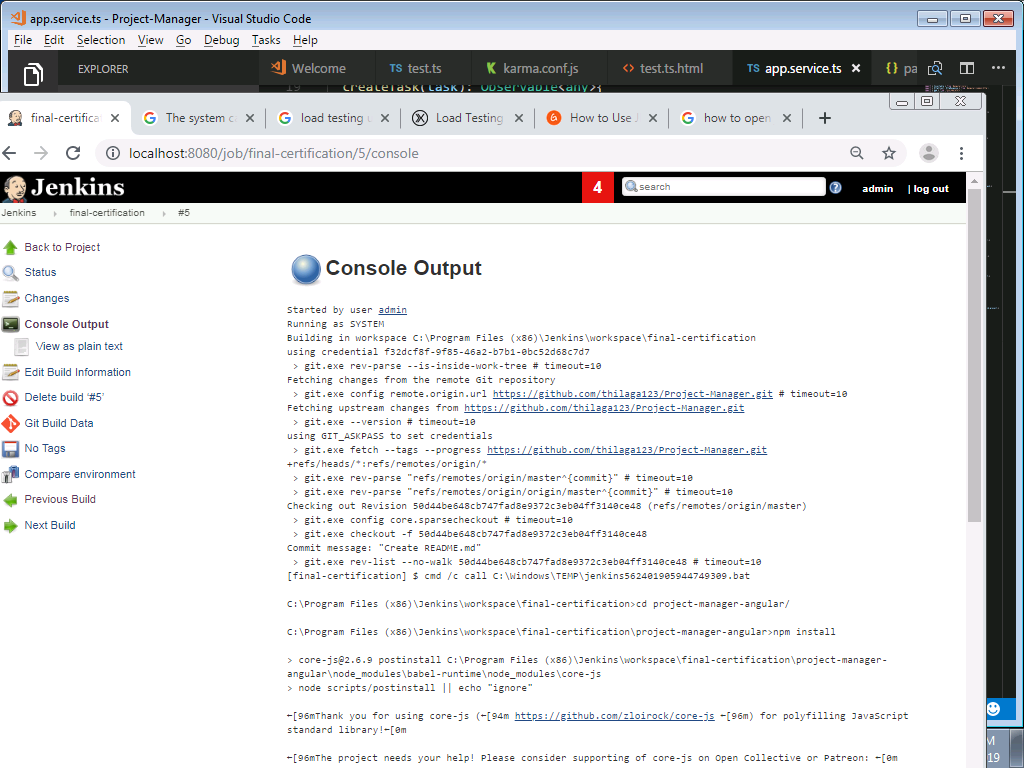 app.service.ts - Project-Manager - Visual Studio Code
File Edit Selection View Go Debug Tasks Help
EXPLORER
Welcome
TS test.ts
karma.conf.js
<> test.ts.html
TS app.service.ts
{} pa
19 createTask(task): Observable<any>{
final-certifica
The system c
load testing u
Load Testing
How to Use J
how to open
localhost:8080/job/final-certification/5/console
Jenkins
4
search
admin
| log out
Jenkins
final-certification
#5
Back to Project
Status
Changes
Console Output
View as plain text
Edit Build Information
Delete build ‘#5’
Git Build Data
No Tags
Compare environment
Previous Build
Next Build
Console Output
Started by user admin
Running as SYSTEM
Building in workspace C:\Program Files (x86)\Jenkins\workspace\final-certification
using credential f32dcf8f-9f85-46a2-b7b1-0bc52d68c7d7
> git.exe rev-parse --is-inside-work-tree # timeout=10
Fetching changes from the remote Git repository
> git.exe config remote.origin.url https://github.com/thilaga123/Project-Manager.git # timeout=10
Fetching upstream changes from https://github.com/thilaga123/Project-Manager.git
> git.exe --version # timeout=10
using GIT_ASKPASS to set credentials
> git.exe fetch --tags --progress https://github.com/thilaga123/Project-Manager.git
+refs/heads/*:refs/remotes/origin/*
> git.exe rev-parse "refs/remotes/origin/master^{commit}" # timeout=10
> git.exe rev-parse "refs/remotes/origin/origin/master^{commit}" # timeout=10
Checking out Revision 50d44be648cb747fad8e9372c3eb04ff3140ce48 (refs/remotes/origin/master)
> git.exe config core.sparsecheckout # timeout=10
> git.exe checkout -f 50d44be648cb747fad8e9372c3eb04ff3140ce48
Commit message: "Create README.md"
> git.exe rev-list --no-walk 50d44be648cb747fad8e9372c3eb04ff3140ce48 # timeout=10
[final-certification] $ cmd /c call C:\Windows\TEMP\jenkins562401905944749309.bat
C:\Program Files (x86)\Jenkins\workspace\final-certification>cd project-manager-angular/
C:\Program Files (x86)\Jenkins\workspace\final-certification\project-manager-angular>npm install
> core-js@2.6.9 postinstall C:\Program Files (x86)\Jenkins\workspace\final-certification\project-manager-
angular\node_modules\babel-runtime\node_modules\core-js
> node scripts/postinstall || echo "ignore"
←[96mThank you for using core-js (←[94m https://github.com/zloirock/core-js ←[96m) for polyfilling JavaScript
standard library!←[0m
←[96mThe project needs your help! Please consider supporting of core-js on Open Collective or Patreon: ←[0m
M
19